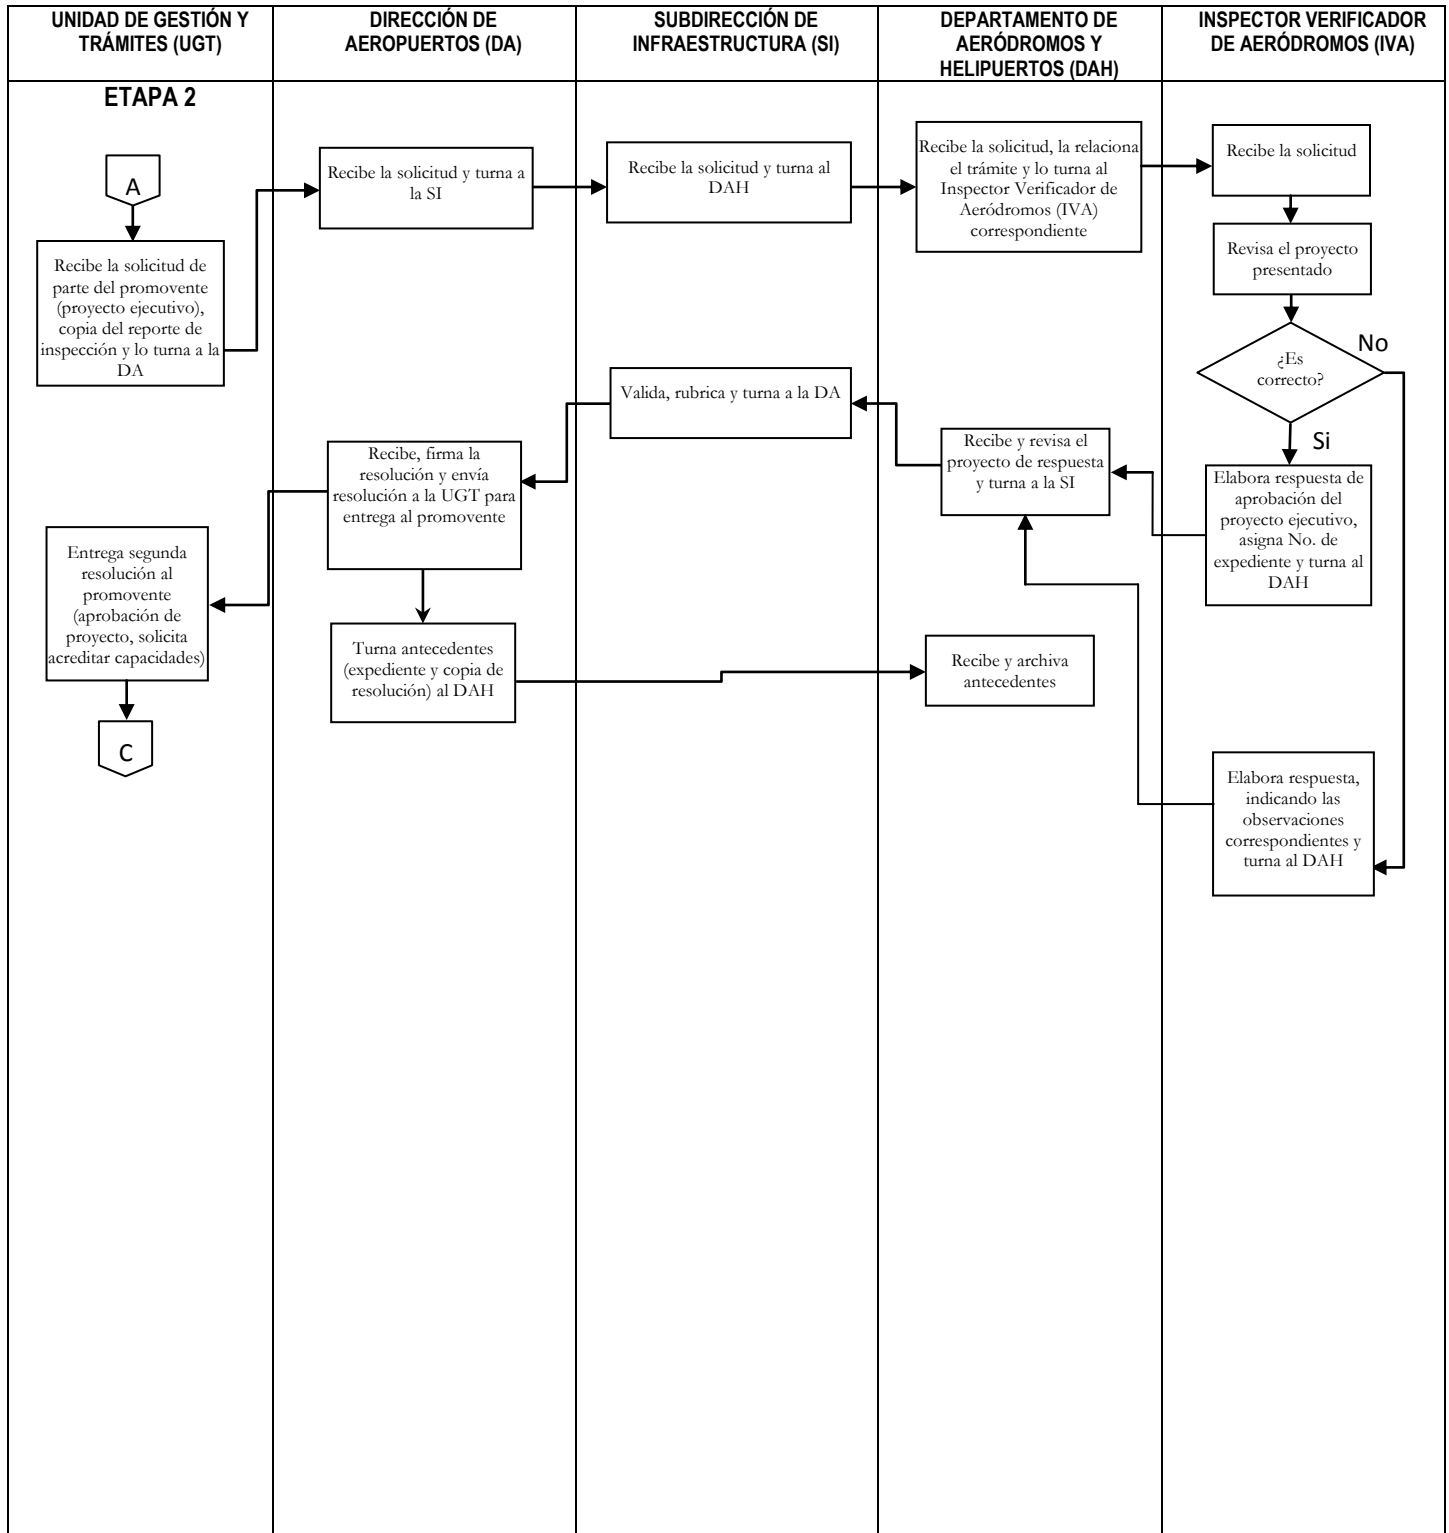 UNIDAD DE GESTIÓN Y
TRÁMITES (UGT)
DIRECCIÓN DE
AEROPUERTOS (DA)
SUBDIRECCIÓN DE
INFRAESTRUCTURA (SI)
DEPARTAMENTO DE
AERÓDROMOS Y
HELIPUERTOS (DAH)
INSPECTOR VERIFICADOR
DE AERÓDROMOS (IVA)
ETAPA 2
A
Recibe la solicitud de
parte del promovente
(proyecto ejecutivo),
copia del reporte de
inspección y lo turna a la
DA
Recibe la solicitud y turna a
la SI
Recibe la solicitud y turna al
DAH
Recibe la solicitud, la relaciona
el trámite y lo turna al
Inspector Verificador de
Aeródromos (IVA)
correspondiente
Recibe la solicitud
Revisa el proyecto
presentado
¿Es
correcto?
No
Si
Elabora respuesta de
aprobación del
proyecto ejecutivo,
asigna No. de
expediente y turna al
DAH
Recibe y revisa el
proyecto de respuesta
y turna a la SI
Valida, rubrica y turna a la DA
Recibe, firma la
resolución y envía
resolución a la UGT para
entrega al promovente
Entrega segunda
resolución al
promovente
(aprobación de
proyecto, solicita
acreditar capacidades)
C
Turna antecedentes
(expediente y copia de
resolución) al DAH
Recibe y archiva
antecedentes
Elabora respuesta,
indicando las
observaciones
correspondientes y
turna al DAH